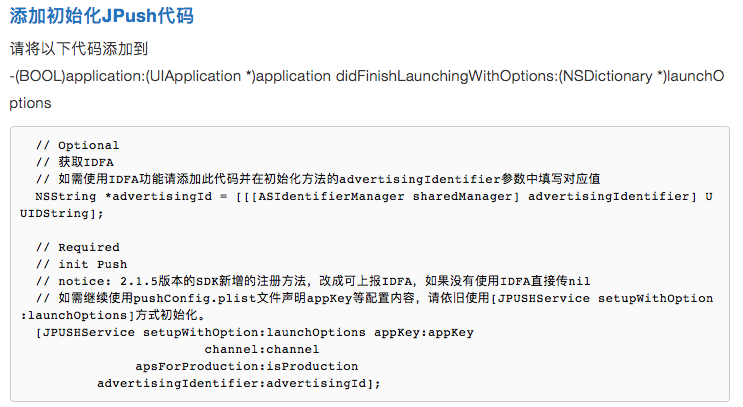 添加初始化JPush代码
请将以下代码添加到
-(BOOL)application:(UIApplication *)application didFinishLaunchingWithOptions:(NSDictionary *)launchO
ptions
// Optional
// 获取IDFA
// 如需使用IDFA功能请添加此代码并在初始化方法的advertisingIdentifier参数中填写对应值
NSString *advertisingId = [[[ASIdentifierManager sharedManager] advertisingIdentifier] U
UIDString];
// Required
// init Push
// notice: 2.1.5版本的SDK新增的注册方法，改成可上报IDFA，如果没有使用IDFA直接传nil
// 如需继续使用pushConfig.plist文件声明appKey等配置内容，请依旧使用[JPUSHService setupWithOption
:launchOptions]方式初始化。
[JPUSHService setupWithOption:launchOptions appKey:appKey
channel:channel
apsForProduction:isProduction
advertisingIdentifier:advertisingId];